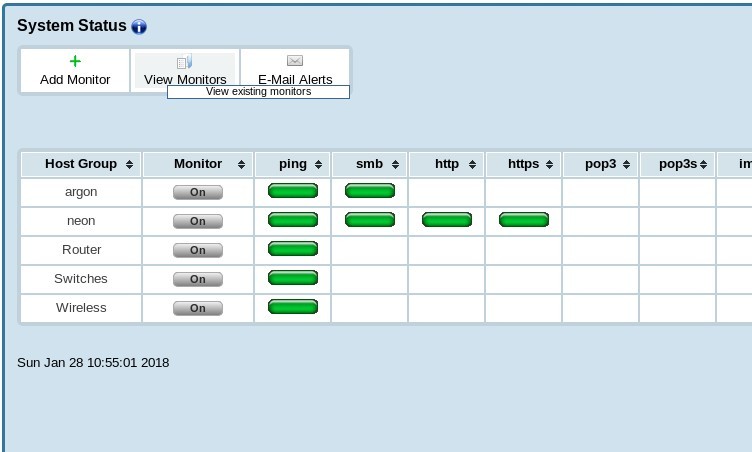 System Status
Add Monitor View Monitors E-Mail Alerts
View existing monitors
Host Group Monitor ping smb http https pop3 pop3s im
argon On
neon On
Router On
Switches On
Wireless On
Sun Jan 28 10:55:01 2018